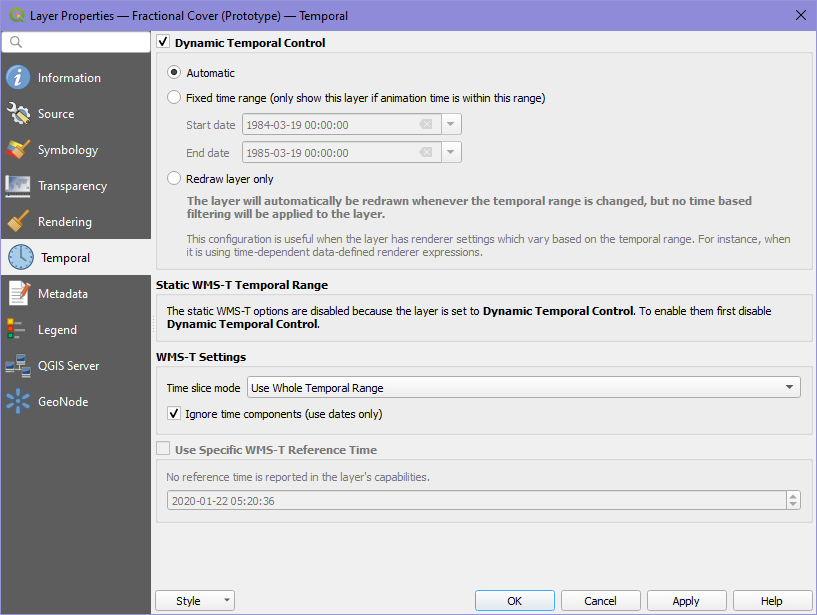 Layer Properties — Fractional Cover (Prototype) — Temporal
Information
Source
Symbology
Transparency
Rendering
Temporal
Metadata
Legend
QGIS Server
GeoNode
Dynamic Temporal Control
Automatic
Fixed time range (only show this layer if animation time is within this range)
Start date 1984-03-19 00:00:00
End date 1985-03-19 00:00:00
Redraw layer only
The layer will automatically be redrawn whenever the temporal range is changed, but no time based
filtering will be applied to the layer.
This configuration is useful when the layer has renderer settings which vary based on the temporal range. For instance, when
it is using time-dependent data-defined renderer expressions.
Static WMS-T Temporal Range
The static WMS-T options are disabled because the layer is set to Dynamic Temporal Control. To enable them first disable
Dynamic Temporal Control.
WMS-T Settings
Time slice mode Use Whole Temporal Range
Ignore time components (use dates only)
Use Specific WMS-T Reference Time
No reference time is reported in the layer's capabilities.
2020-01-22 05:20:36
Style OK Cancel Apply Help